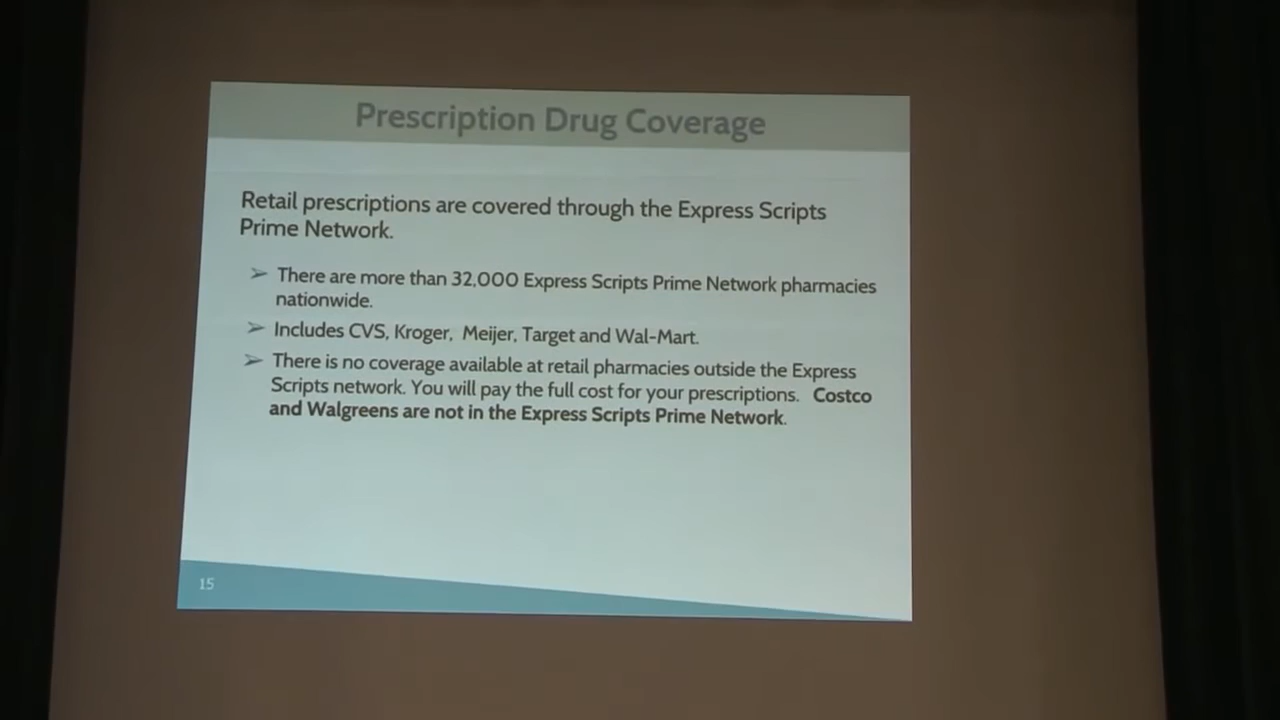 Prescription Drug Coverage
Retail prescriptions are covered through the Express Scripts
Prime Network.
➢ There are more than 32,000 Express Scripts Prime Network pharmacies
nationwide.
➢ Includes CVS, Kroger, Meijer, Target and Wal-Mart.
➢ There is no coverage available at retail pharmacies outside the Express
Scripts network. You will pay the full cost for your prescriptions. Costco
and Walgreens are not in the Express Scripts Prime Network.
15